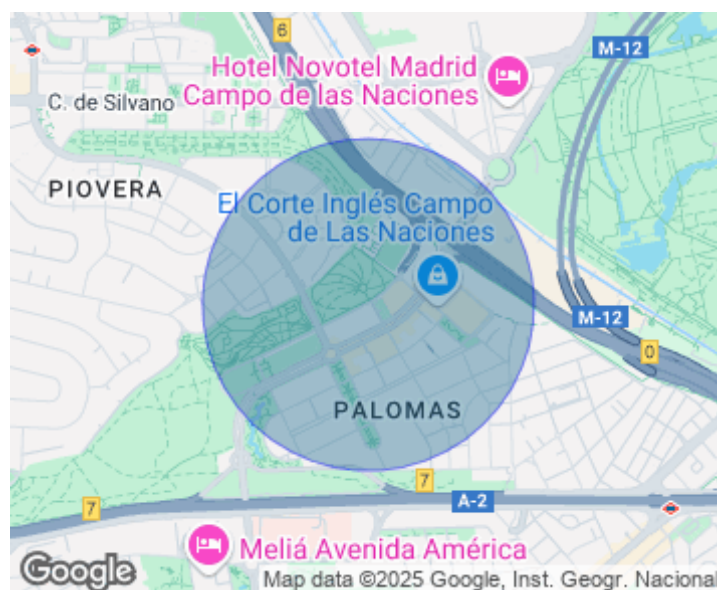 6
M-12
Hotel Novotel Madrid
Campo de las Naciones
C. de Silvano
PIOVERA
El Corte Inglés Campo
de Las Naciones
M-12
0
PALOMAS
7
A-2
7
Meliá Avenida América
Google
Map data ©2025 Google, Inst. Geogr. Nacional